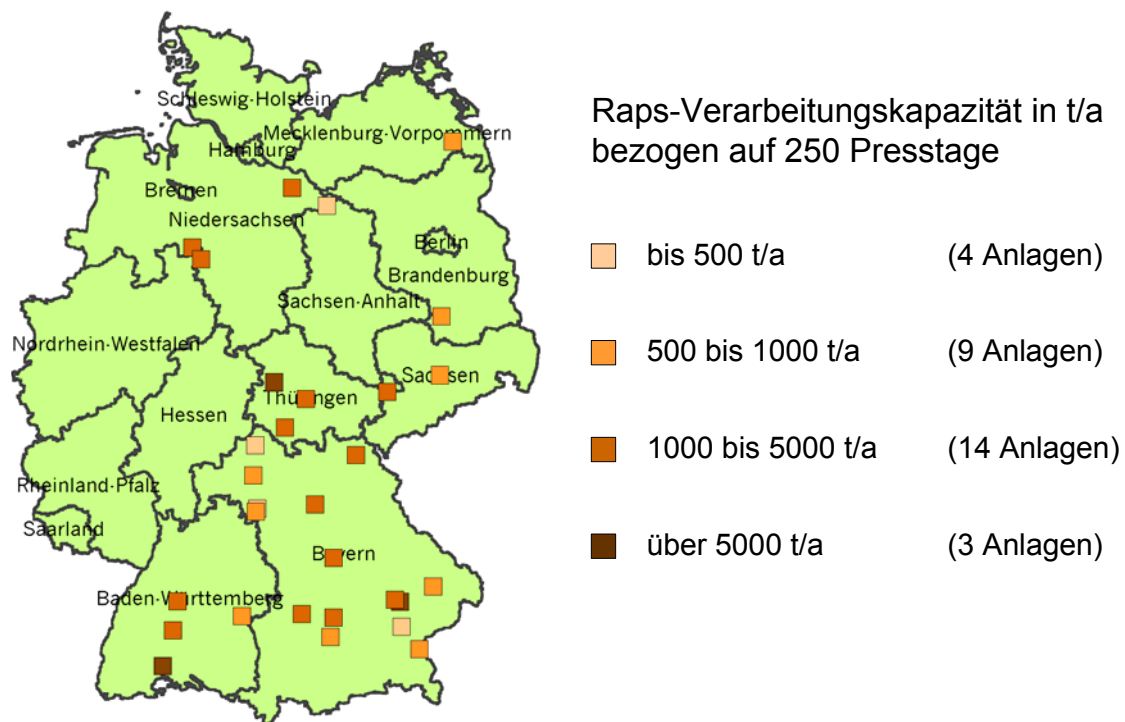 Schleswig-Holstein
Mecklenburg-Vorpommern
Hamburg
Bremen
Niedersachsen
Berlin
Brandenburg
Sachsen-Anhalt
Nordrhein-Westfalen
Sachsen
Thüringen
Hessen
Rheinland-Pfalz
Saarland
Bayern
Baden-Württemberg
Raps-Verarbeitungskapazität in t/a
bezogen auf 250 Presstage
bis 500 t/a (4 Anlagen)
500 bis 1000 t/a (9 Anlagen)
1000 bis 5000 t/a (14 Anlagen)
über 5000 t/a (3 Anlagen)